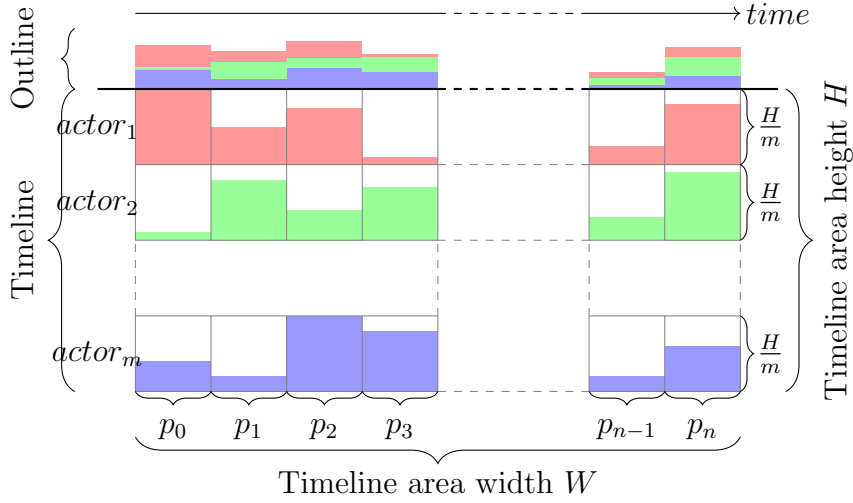 time
Outline
Timeline
actor₁
actor₂
actorₘ
H/m
H/m
H/m
Timeline area height H
p₀ p₁ p₂ p₃ pₙ₋₁ pₙ
Timeline area width W